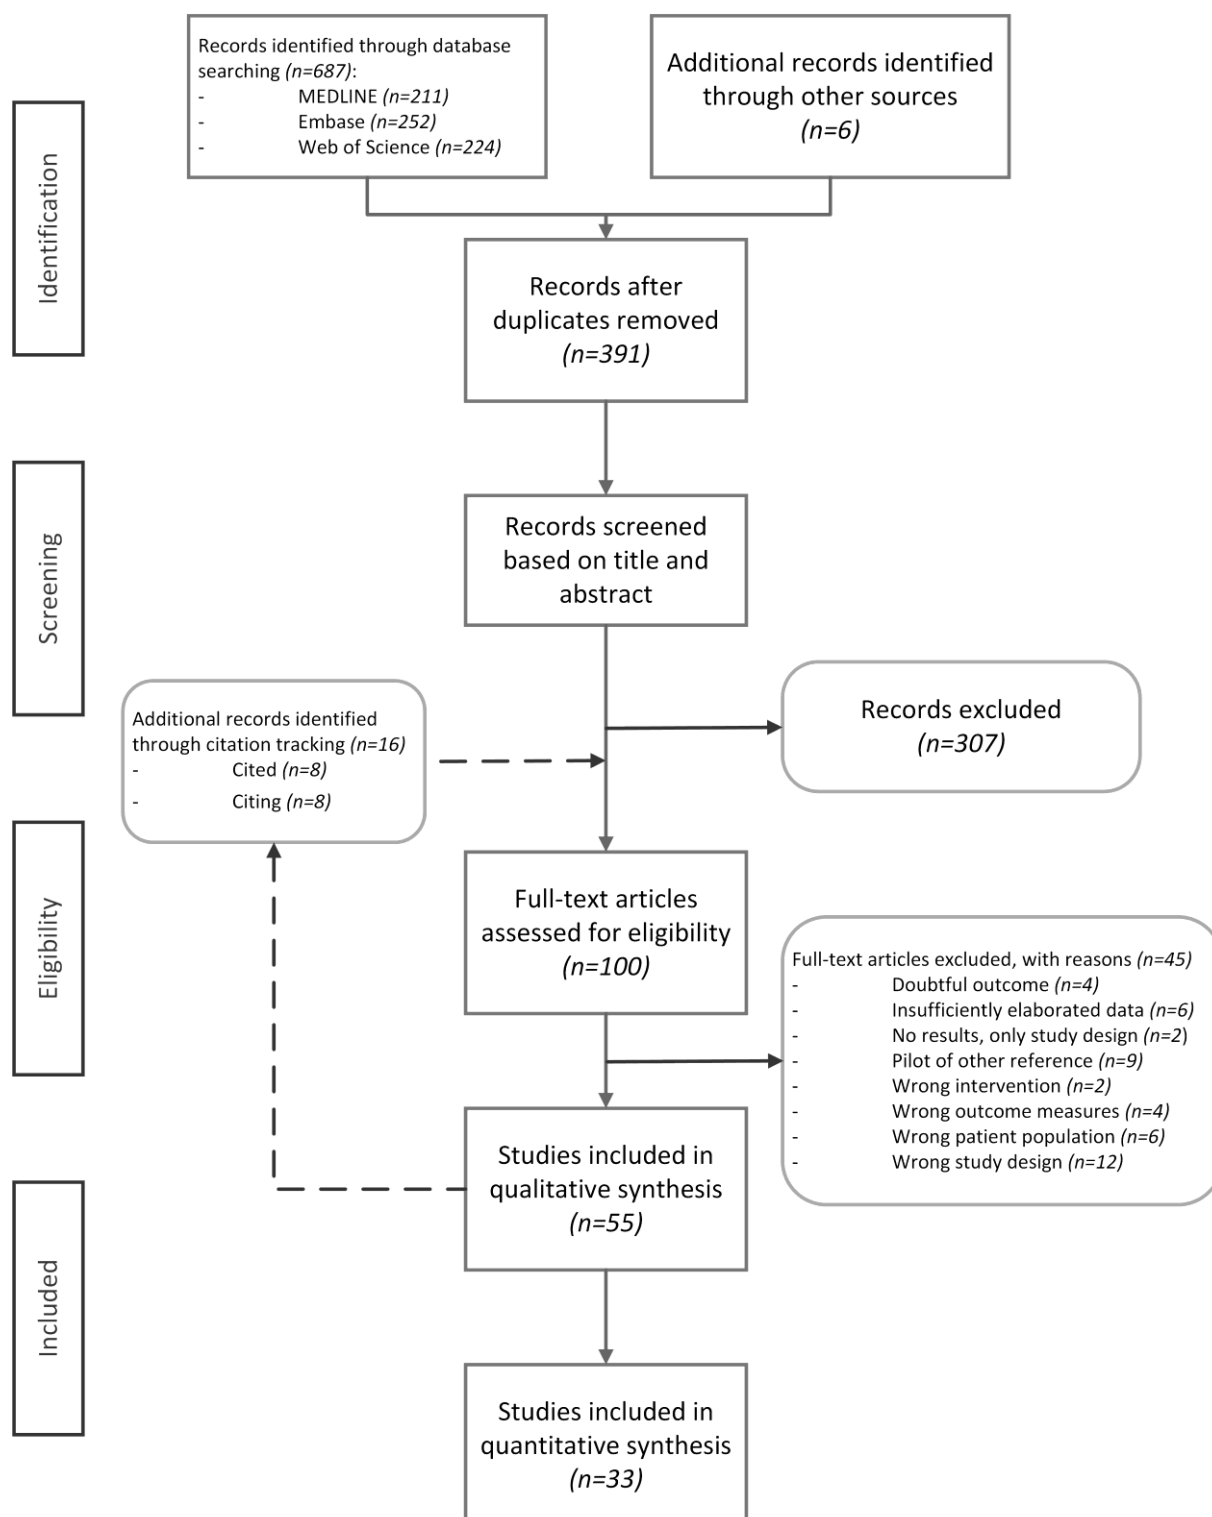 Records identified through database
searching (n=687):
- MEDLINE (n=211)
- Embase (n=252)
- Web of Science (n=224)
Additional records identified
through other sources
(n=6)
Identification
Records after
duplicates removed
(n=391)
Screening
Records screened
based on title and
abstract
Records excluded
(n=307)
Additional records identified
through citation tracking (n=16)
- Cited (n=8)
- Citing (n=8)
Eligibility
Full-text articles
assessed for eligibility
(n=100)
Full-text articles excluded, with reasons (n=45)
- Doubtful outcome (n=4)
- Insufficiently elaborated data (n=6)
- No results, only study design (n=2)
- Pilot of other reference (n=9)
- Wrong intervention (n=2)
- Wrong outcome measures (n=4)
- Wrong patient population (n=6)
- Wrong study design (n=12)
Studies included in
qualitative synthesis
(n=55)
Included
Studies included in
quantitative synthesis
(n=33)